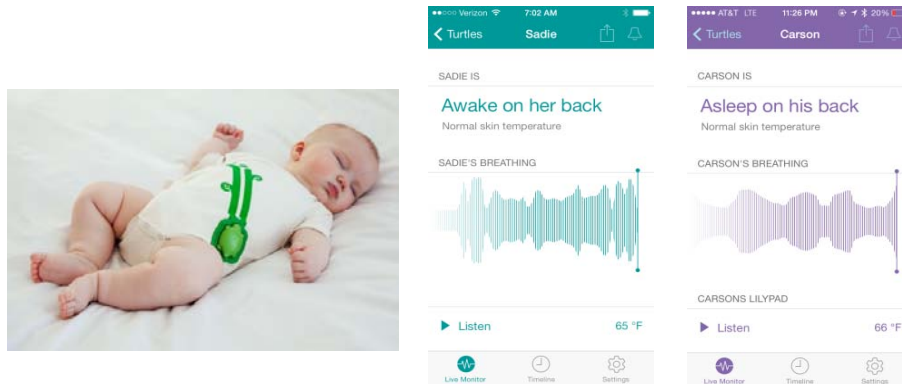 Verizon 7:02 AM
Turtles Sadie
SADIE IS
Awake on her back
Normal skin temperature
SADIE'S BREATHING
Listen 65 °F
Live Monitor Timeline Settings
AT&T LTE 11:26 PM 20%
Turtles Carson
CARSON IS
Asleep on his back
Normal skin temperature
CARSON'S BREATHING
CARSONS LILYPAD
Listen 66 °F
Live Monitor Timeline Settings